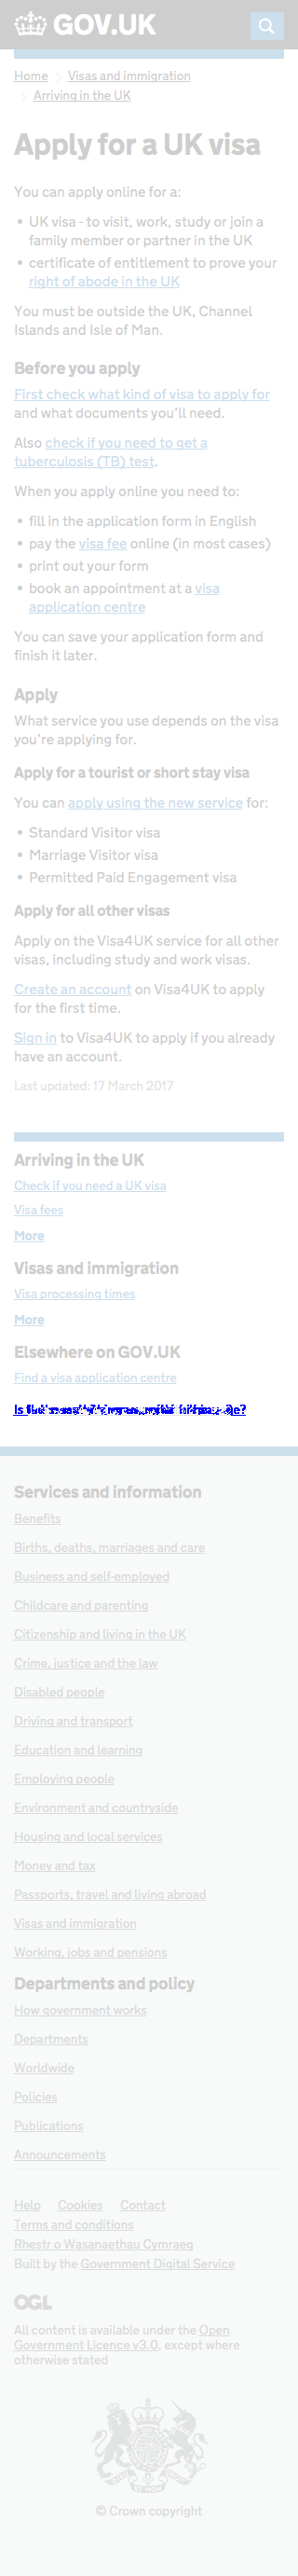 GOV.UK
Home
Visas and immigration
Arriving in the UK
Apply for a UK visa
You can apply online for a:
• UK visa - to visit, work, study or join a
family member or partner in the UK
• certificate of entitlement to prove your
right of abode in the UK
You must be outside the UK, Channel
Islands and Isle of Man.
Before you apply
First check what kind of visa to apply for
and what documents you'll need.
Also check if you need to get a
tuberculosis (TB) test.
When you apply online you need to:
• fill in the application form in English
• pay the visa fee online (in most cases)
• print out your form
• book an appointment at a visa
application centre
You can save your application form and
finish it later.
Apply
What service you use depends on the visa
you're applying for.
Apply for a tourist or short stay visa
You can apply using the new service for:
• Standard Visitor visa
• Marriage Visitor visa
• Permitted Paid Engagement visa
Apply for all other visas
Apply on the Visa4UK service for all other
visas, including study and work visas.
Create an account on Visa4UK to apply
for the first time.
Sign in to Visa4UK to apply if you already
have an account.
Last updated: 17 March 2017
Arriving in the UK
Check if you need a UK visa
Visa fees
More
Visas and immigration
Visa processing times
More
Elsewhere on GOV.UK
Find a visa application centre
Is there anything wrong with this page?
Services and information
Benefits
Births, deaths, marriages and care
Business and self-employed
Childcare and parenting
Citizenship and living in the UK
Crime, justice and the law
Disabled people
Driving and transport
Education and learning
Employing people
Environment and countryside
Housing and local services
Money and tax
Passports, travel and living abroad
Visas and immigration
Working, jobs and pensions
Departments and policy
How government works
Departments
Worldwide
Policies
Publications
Announcements
Help Cookies Contact
Terms and conditions
Rhestr o Wasanaethau Cymraeg
Built by the Government Digital Service
OGL
All content is available under the Open
Government Licence v3.0, except where
otherwise stated
© Crown copyright